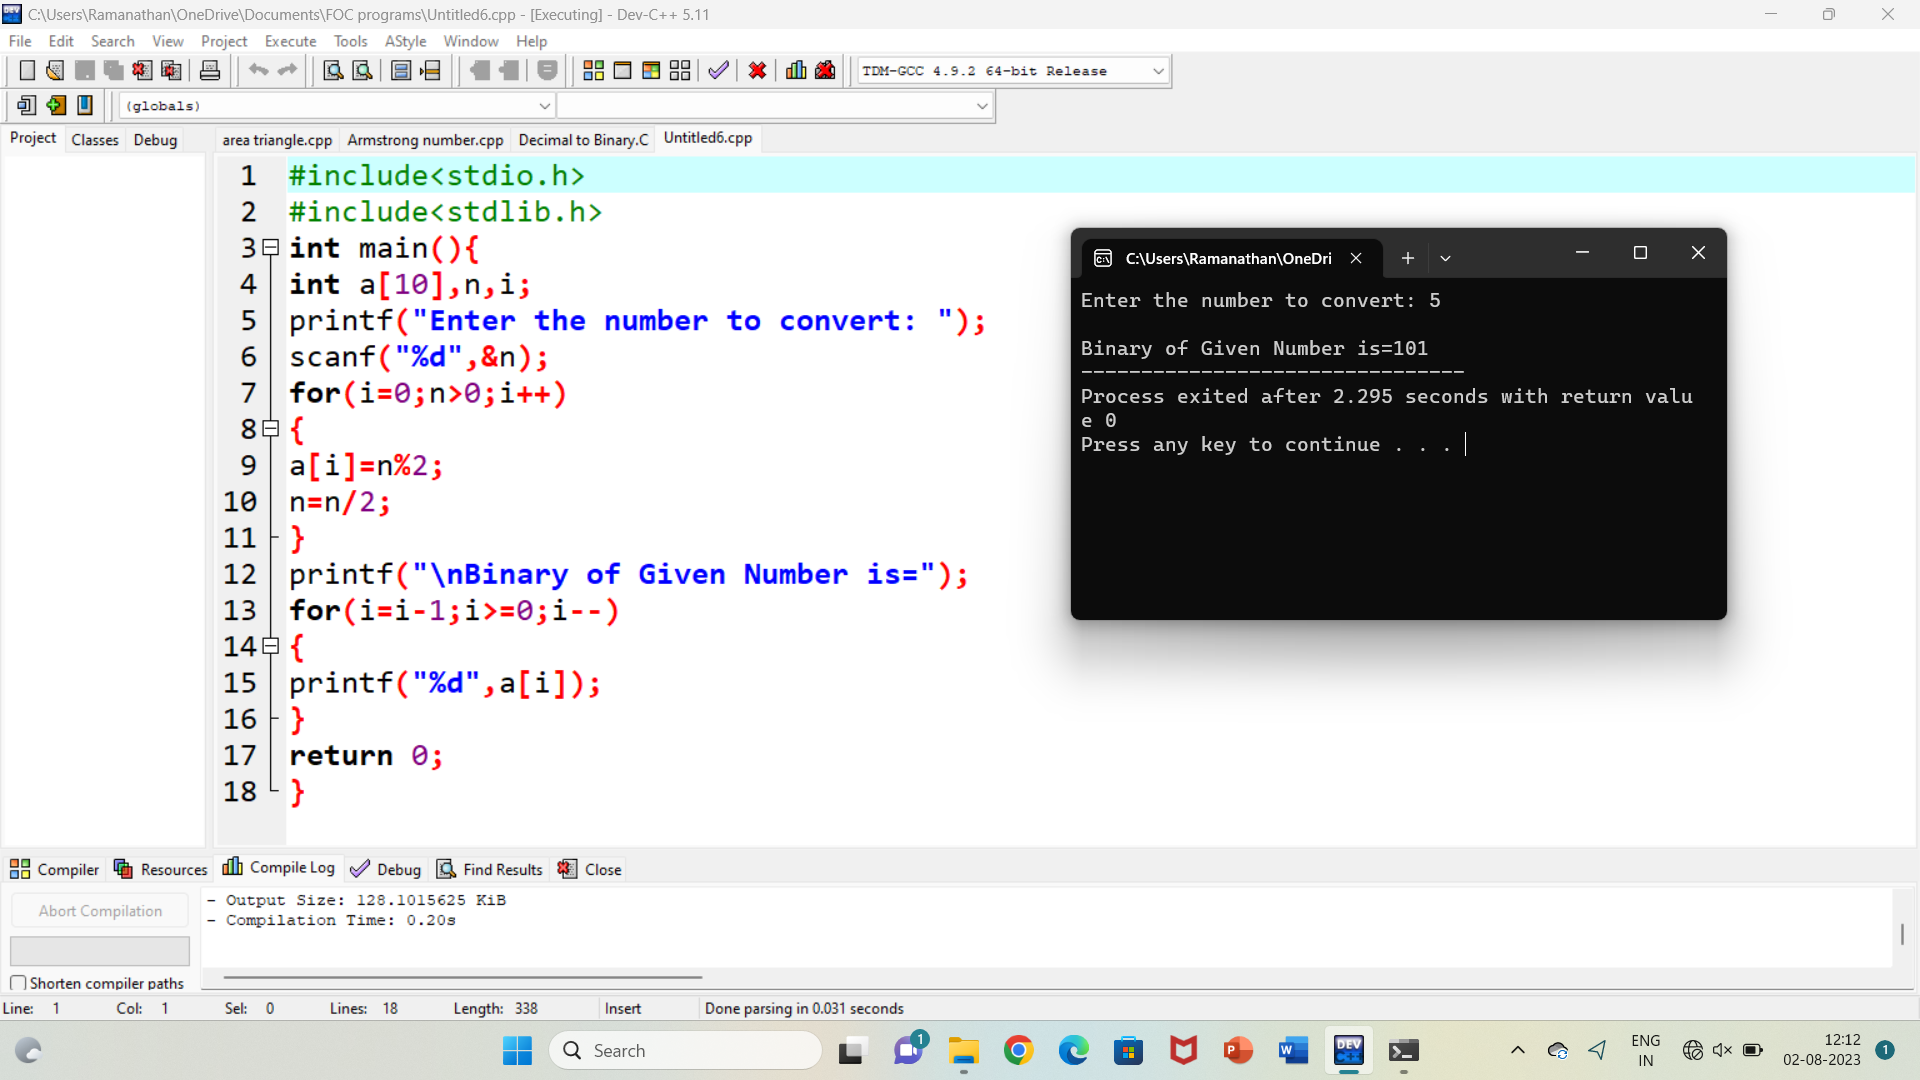 C:\Users\Ramanathan\OneDrive\Documents\FOC programs\Untitled6.cpp - [Executing] - Dev-C++ 5.11
File Edit Search View Project Execute Tools AStyle Window Help
TDM-GCC 4.9.2 64-bit Release
(globals)
Project Classes Debug area triangle.cpp Armstrong number.cpp Decimal to Binary.C Untitled6.cpp
1 #include<stdio.h>
2 #include<stdlib.h>
3 int main(){
4 int a[10],n,i;
5 printf("Enter the number to convert: ");
6 scanf("%d",&n);
7 for(i=0;n>0;i++)
8 {
9 a[i]=n%2;
10 n=n/2;
11 }
12 printf("\nBinary of Given Number is=");
13 for(i=i-1;i>=0;i--)
14 {
15 printf("%d",a[i]);
16 }
17 return 0;
18 }
C:\Users\Ramanathan\OneDri
Enter the number to convert: 5
Binary of Given Number is=101
--------------------------------
Process exited after 2.295 seconds with return valu
e 0
Press any key to continue . . .
Compiler Resources Compile Log Debug Find Results Close
Abort Compilation
Shorten compiler paths
- Output Size: 128.1015625 KiB
- Compilation Time: 0.20s
Line: 1 Col: 1 Sel: 0 Lines: 18 Length: 338 Insert Done parsing in 0.031 seconds
Search
1
DEV C++
ENG
IN
12:12
02-08-2023
1